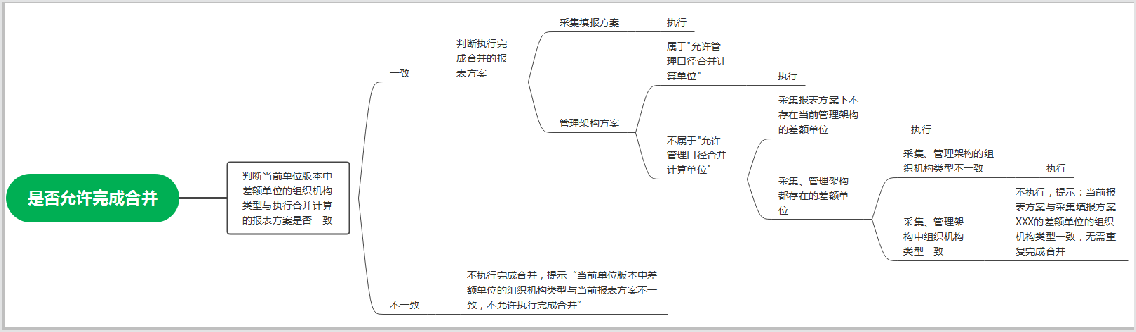 是否允许完成合并
判断当前单位版本中
差额单位的组织机构
类型与执行合并计算
的报表方案是否一致
一致
判断执行完
成合并的报
表方案
采集填报方案
执行
管理架构方案
属于"允许管
理口径合并计
算单位"
执行
不属于"允许
管理口径合并
计算单位"
采集报表方案下不
存在当前管理架构
的差额单位
执行
采集、管理架构
都存在的差额单
位
采集、管理架构的组
织机构类型不一致
执行
采集、管理架
构中组织机构
类型一致
不执行,提示:当前报
表方案与采集填报方案
XXX的差额单位的组织
机构类型一致,无需重
复完成合并
不一致
不执行完成合并,提示"当前单位版本中差
额单位的组织机构类型与当前报表方案不一
致,不允许执行完成合并"